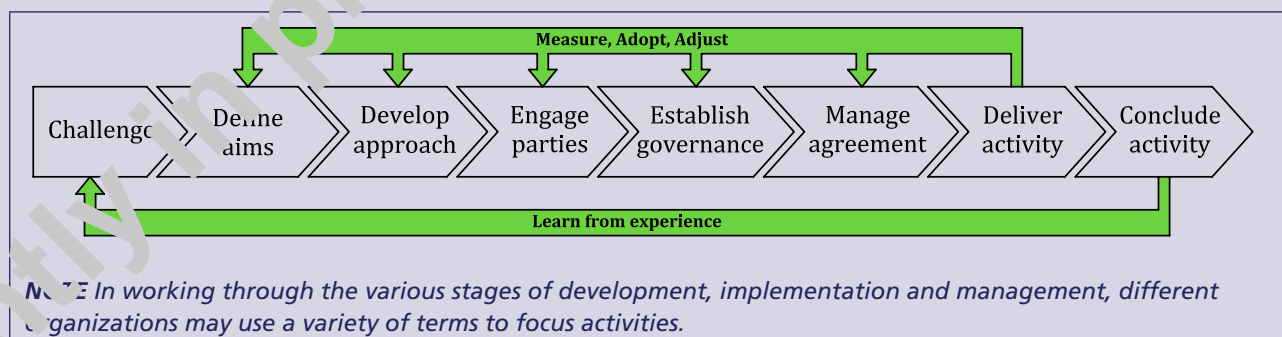 Measure, Adopt, Adjust
Challenge
Define
aims
Develop
approach
Engage
parties
Establish
governance
Manage
agreement
Deliver
activity
Conclude
activity
Learn from experience
NOTE In working through the various stages of development, implementation and management, different
organizations may use a variety of terms to focus activities.